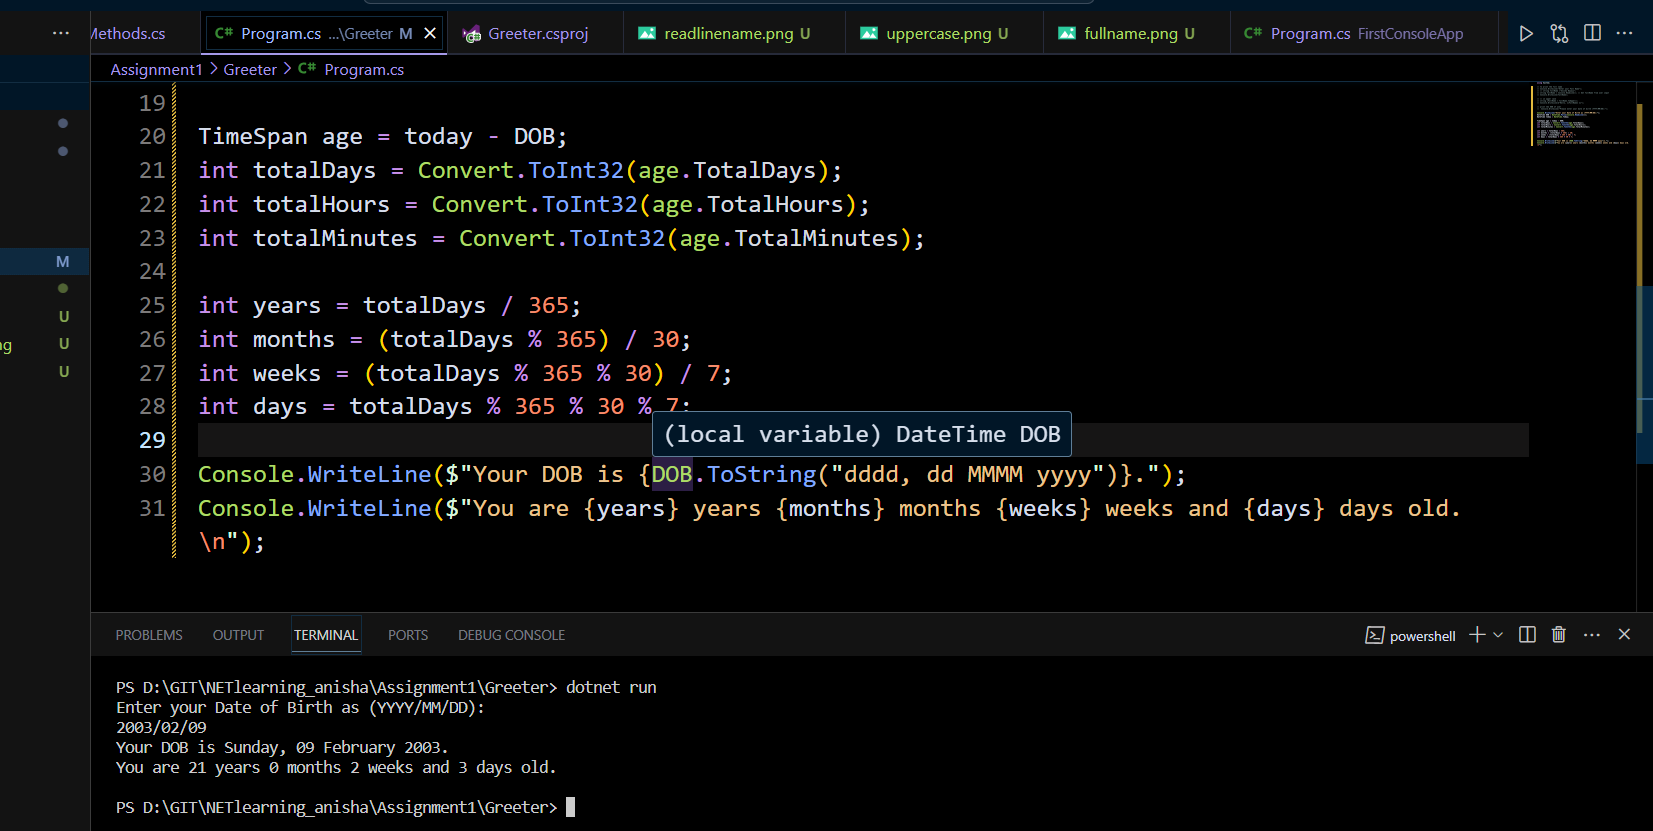 Methods.cs
C# Program.cs ...\Greeter M
Greeter.csproj
readlinename.png U
uppercase.png U
fullname.png U
C# Program.cs FirstConsoleApp
Assignment1 > Greeter > C# Program.cs
M
U
ng U
U
19
20 TimeSpan age = today - DOB;
21 int totalDays = Convert.ToInt32(age.TotalDays);
22 int totalHours = Convert.ToInt32(age.TotalHours);
23 int totalMinutes = Convert.ToInt32(age.TotalMinutes);
24
25 int years = totalDays / 365;
26 int months = (totalDays % 365) / 30;
27 int weeks = (totalDays % 365 % 30) / 7;
28 int days = totalDays % 365 % 30 % 7;
29
(local variable) DateTime DOB
30 Console.WriteLine($"Your DOB is {DOB.ToString("dddd, dd MMMM yyyy")}.");
31 Console.WriteLine($"You are {years} years {months} months {weeks} weeks and {days} days old.
\n");
PROBLEMS OUTPUT TERMINAL PORTS DEBUG CONSOLE
powershell
PS D:\GIT\NETlearning_anisha\Assignment1\Greeter> dotnet run
Enter your Date of Birth as (YYYY/MM/DD):
2003/02/09
Your DOB is Sunday, 09 February 2003.
You are 21 years 0 months 2 weeks and 3 days old.
PS D:\GIT\NETlearning_anisha\Assignment1\Greeter>